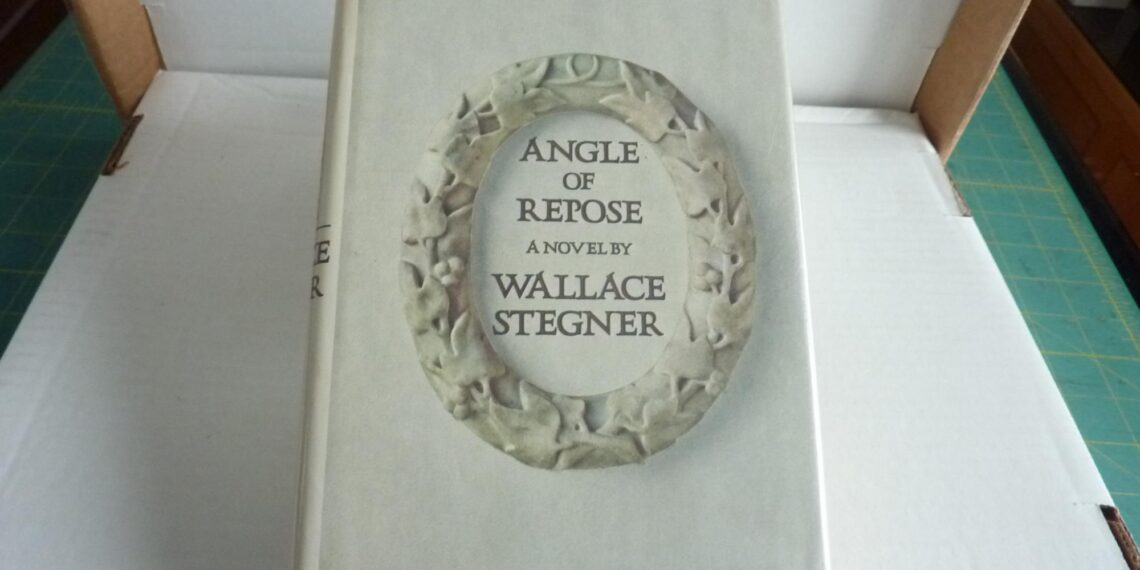 ANGLE
OF
REPOSE
A NOVEL BY
WALLACE
STEGNER